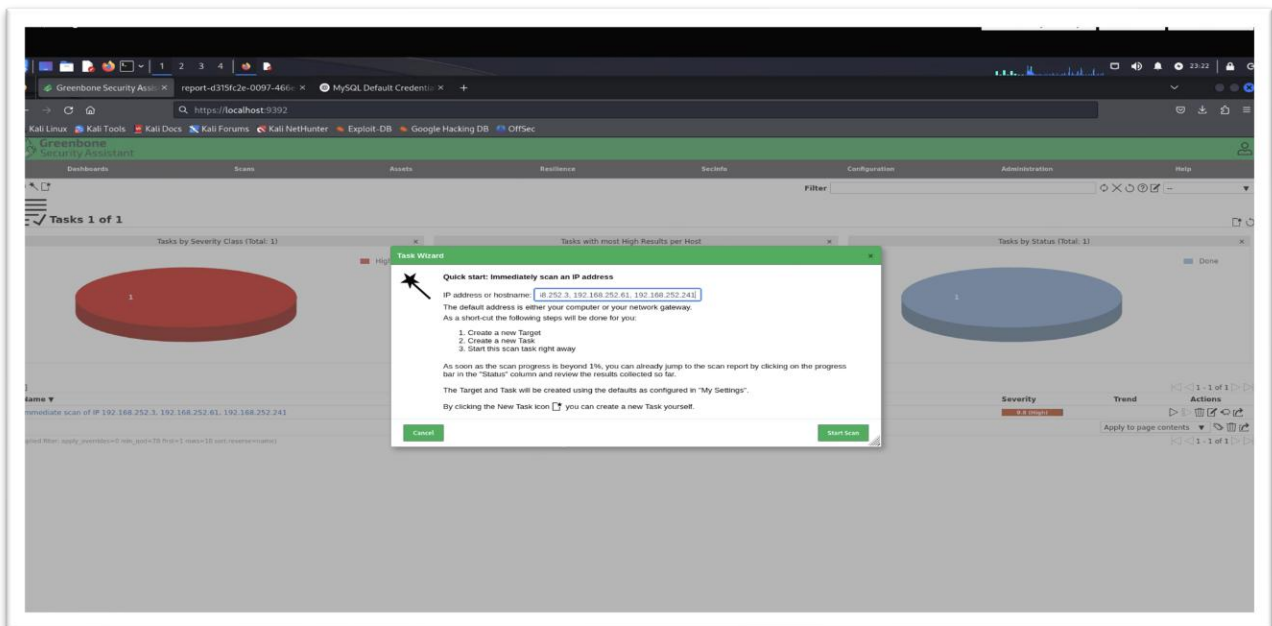 1 2 3 4
23:22
Greenbone Security Assi
report-d315fc2e-0097-466
MySQL Default Credentia
https://localhost:9392
Kali Linux Kali Tools Kali Docs Kali Forums Kali NetHunter Exploit-DB Google Hacking DB OffSec
Greenbone
Security Assistant
Dashboards Scans Assets Resilience SecInfo Configuration Administration Help
Filter
--
Tasks 1 of 1
Tasks by Severity Class (Total: 1)
Tasks with most High Results per Host
Tasks by Status (Total: 1)
Done
1
1
Task Wizard
Quick start: Immediately scan an IP address
IP address or hostname: 8.252.3, 192.168.252.61, 192.168.252.241
The default address is either your computer or your network gateway.
As a short-cut the following steps will be done for you:
1. Create a new Target
2. Create a new Task
3. Start this scan task right away
As soon as the scan progress is beyond 1%, you can already jump to the scan report by clicking on the progress
bar in the "Status" column and review the results collected so far.
The Target and Task will be created using the defaults as configured in "My Settings".
By clicking the New Task icon you can create a new Task yourself.
Cancel
Start Scan
1 - 1 of 1
Name Severity Trend Actions
mmediate scan of IP 192.168.252.3, 192.168.252.61, 192.168.252.241
(High)
Apply to page contents
1 - 1 of 1